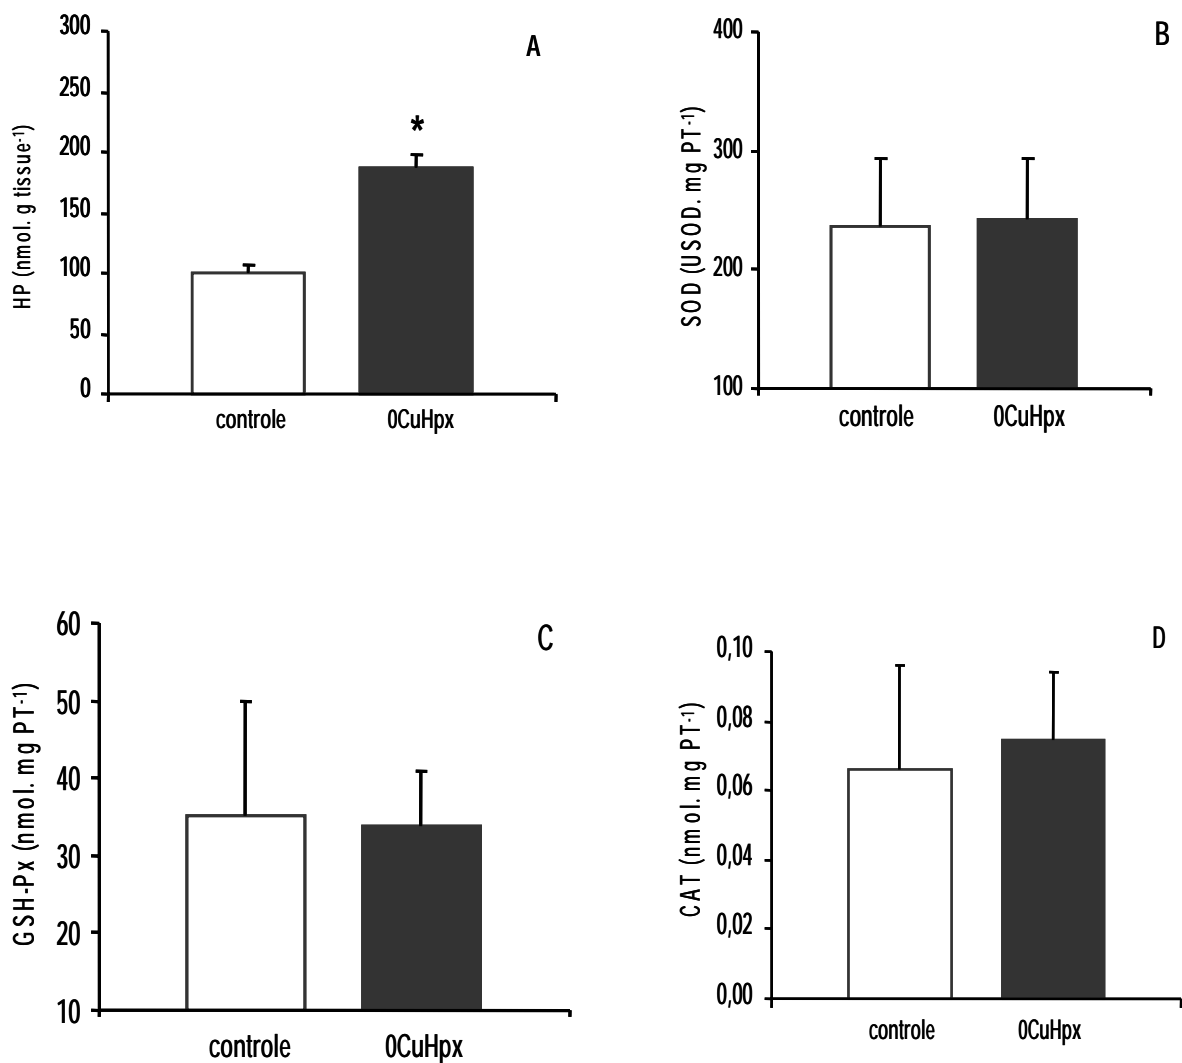 A
HP (nmol. g tissue-1)
300
250
200
150
100
50
0
*
controle 0CuHpx
B
SOD (USOD. mg PT-1)
400
300
200
100
controle 0CuHpx
C
GSH-Px (nmol. mg PT-1)
60
50
40
30
20
10
controle 0CuHpx
D
CAT (nmol. mg PT-1)
0,10
0,08
0,06
0,04
0,02
0,00
controle 0CuHpx